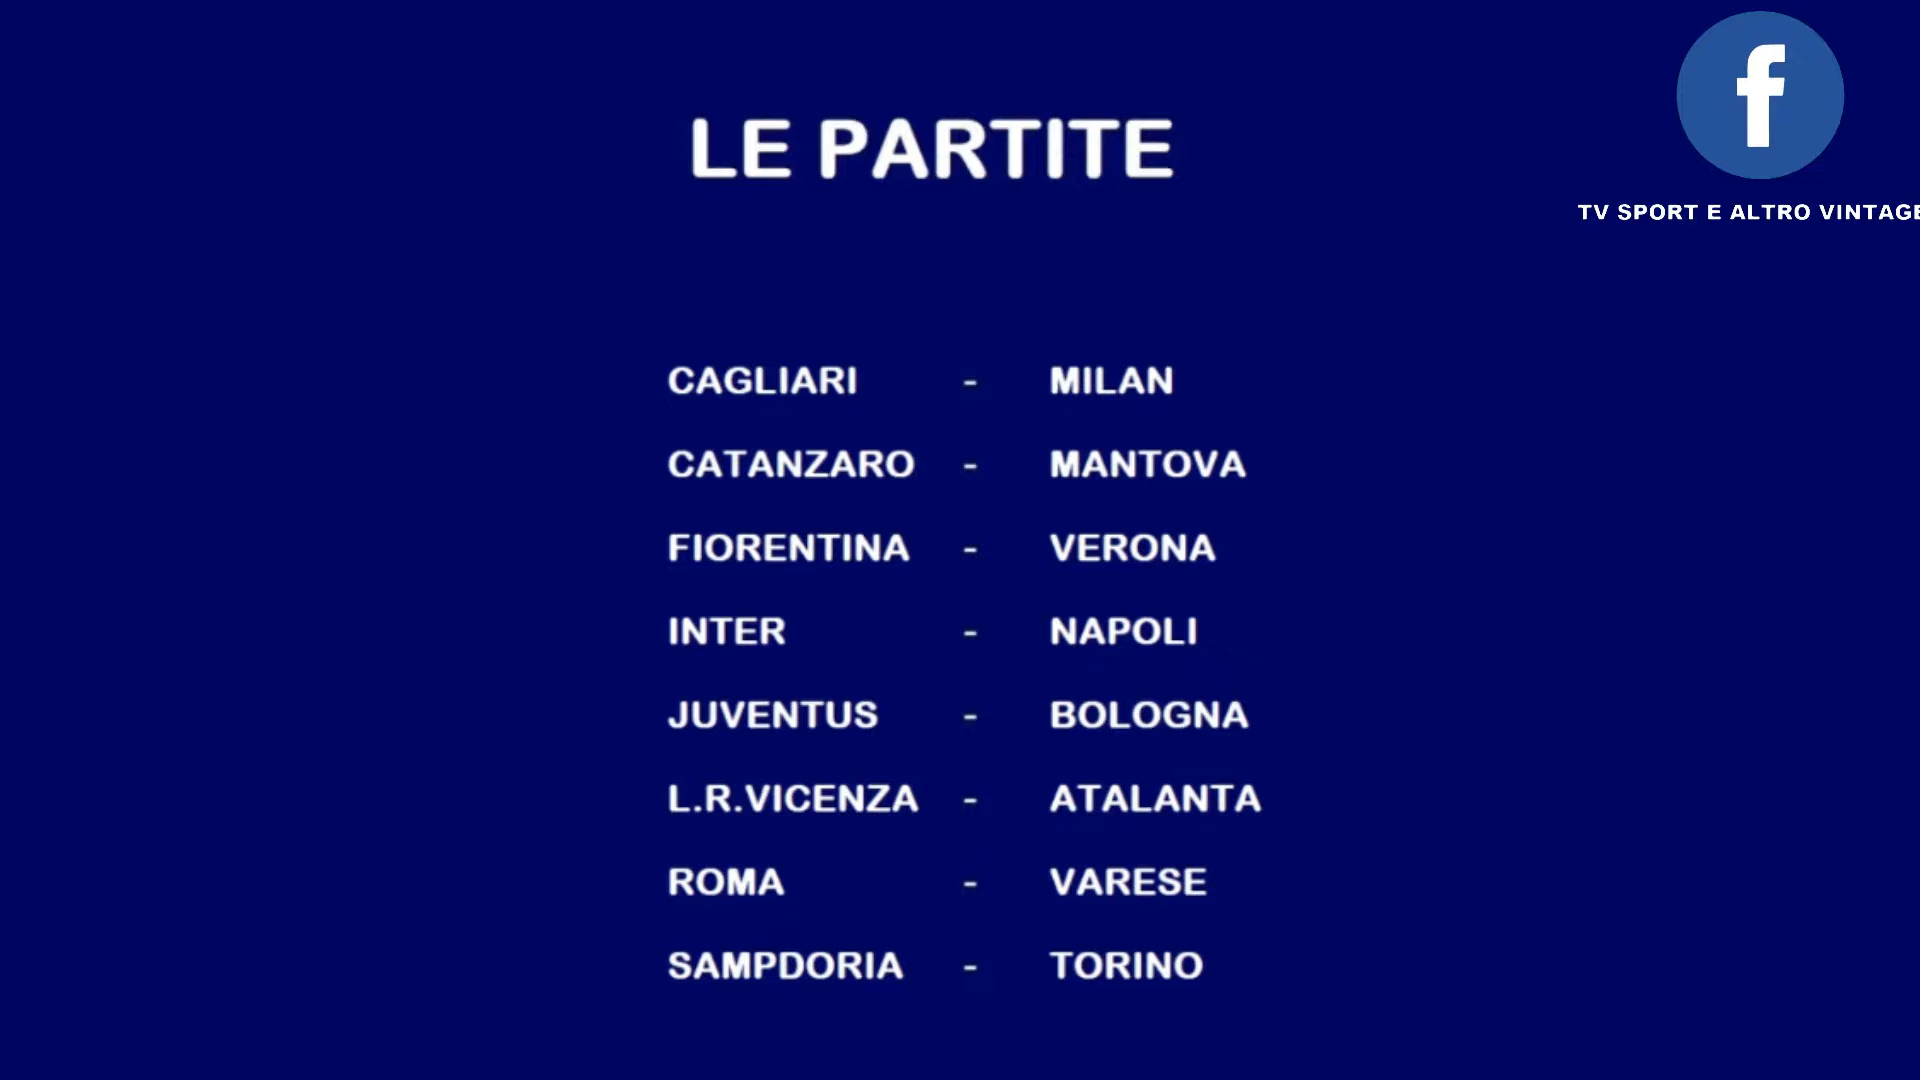 LE PARTITE
f
TV SPORT E ALTRO VINTAGE
CAGLIARI - MILAN
CATANZARO - MANTOVA
FIORENTINA - VERONA
INTER - NAPOLI
JUVENTUS - BOLOGNA
L.R.VICENZA - ATALANTA
ROMA - VARESE
SAMPDORIA - TORINO